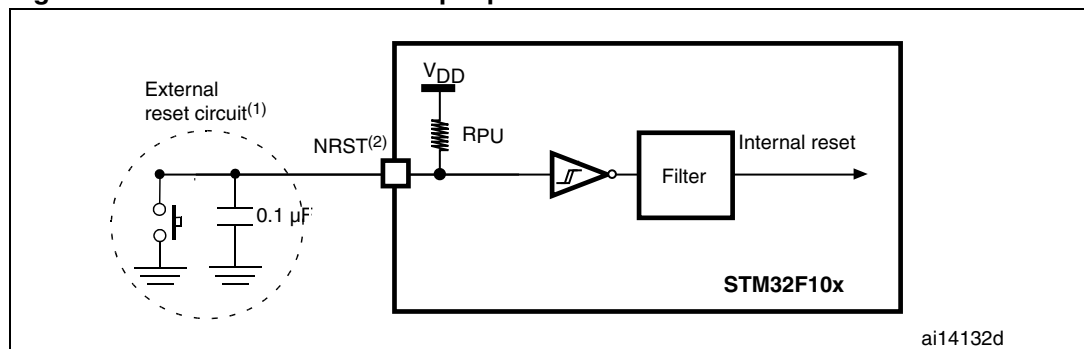 External
reset circuit(1)
NRST(2)
VDD
RPU
Filter
Internal reset
0.1 µF
STM32F10x
ai14132d